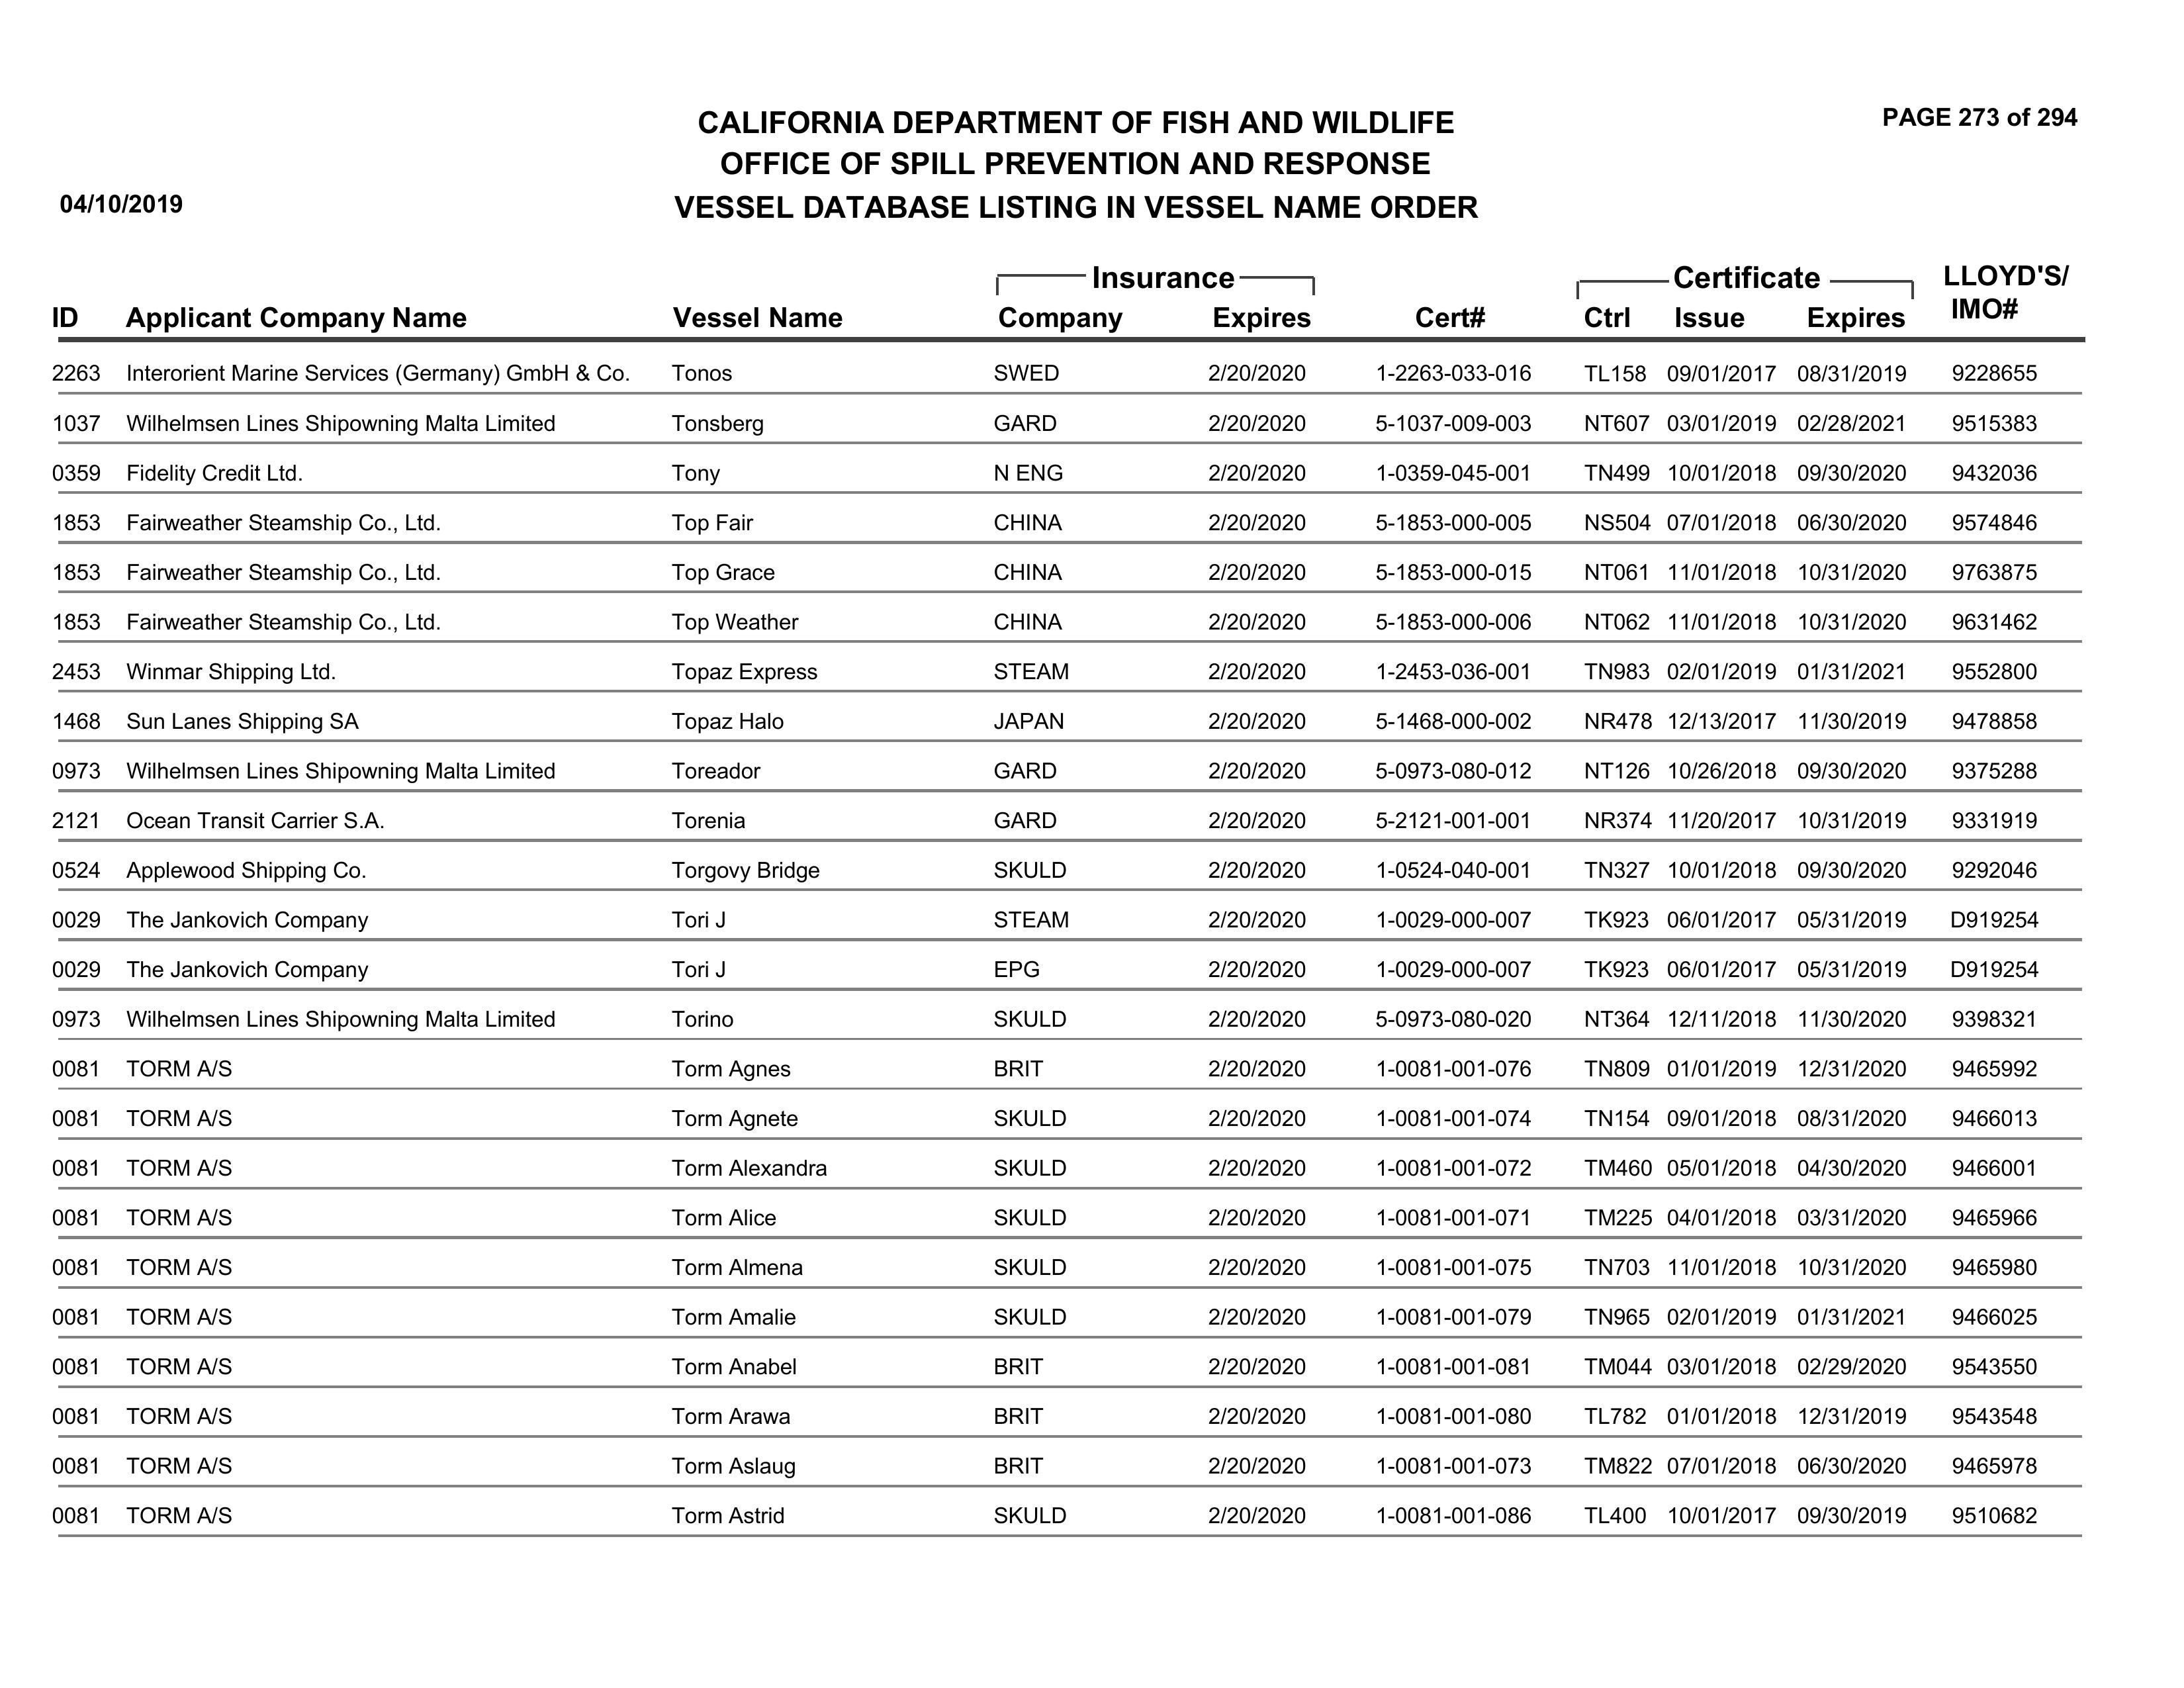 PAGE 273 of 294
CALIFORNIA DEPARTMENT OF FISH AND WILDLIFE
OFFICE OF SPILL PREVENTION AND RESPONSE
04/10/2019 VESSEL DATABASE LISTING IN VESSEL NAME ORDER
Insurance Certificate LLOYD'S/
ID Applicant Company Name Vessel Name Company Expires Cert# Ctrl Issue Expires IMO#
2263 Interorient Marine Services (Germany) GmbH & Co. Tonos SWED 2/20/2020 1-2263-033-016 TL158 09/01/2017 08/31/2019 9228655
1037 Wilhelmsen Lines Shipowning Malta Limited Tonsberg GARD 2/20/2020 5-1037-009-003 NT607 03/01/2019 02/28/2021 9515383
0359 Fidelity Credit Ltd. Tony N ENG 2/20/2020 1-0359-045-001 TN499 10/01/2018 09/30/2020 9432036
1853 Fairweather Steamship Co., Ltd. Top Fair CHINA 2/20/2020 5-1853-000-005 NS504 07/01/2018 06/30/2020 9574846
1853 Fairweather Steamship Co., Ltd. Top Grace CHINA 2/20/2020 5-1853-000-015 NT061 11/01/2018 10/31/2020 9763875
1853 Fairweather Steamship Co., Ltd. Top Weather CHINA 2/20/2020 5-1853-000-006 NT062 11/01/2018 10/31/2020 9631462
2453 Winmar Shipping Ltd. Topaz Express STEAM 2/20/2020 1-2453-036-001 TN983 02/01/2019 01/31/2021 9552800
1468 Sun Lanes Shipping SA Topaz Halo JAPAN 2/20/2020 5-1468-000-002 NR478 12/13/2017 11/30/2019 9478858
0973 Wilhelmsen Lines Shipowning Malta Limited Toreador GARD 2/20/2020 5-0973-080-012 NT126 10/26/2018 09/30/2020 9375288
2121 Ocean Transit Carrier S.A. Torenia GARD 2/20/2020 5-2121-001-001 NR374 11/20/2017 10/31/2019 9331919
0524 Applewood Shipping Co. Torgovy Bridge SKULD 2/20/2020 1-0524-040-001 TN327 10/01/2018 09/30/2020 9292046
0029 The Jankovich Company Tori J STEAM 2/20/2020 1-0029-000-007 TK923 06/01/2017 05/31/2019 D919254
0029 The Jankovich Company Tori J EPG 2/20/2020 1-0029-000-007 TK923 06/01/2017 05/31/2019 D919254
0973 Wilhelmsen Lines Shipowning Malta Limited Torino SKULD 2/20/2020 5-0973-080-020 NT364 12/11/2018 11/30/2020 9398321
0081 TORM A/S Torm Agnes BRIT 2/20/2020 1-0081-001-076 TN809 01/01/2019 12/31/2020 9465992
0081 TORM A/S Torm Agnete SKULD 2/20/2020 1-0081-001-074 TN154 09/01/2018 08/31/2020 9466013
0081 TORM A/S Torm Alexandra SKULD 2/20/2020 1-0081-001-072 TM460 05/01/2018 04/30/2020 9466001
0081 TORM A/S Torm Alice SKULD 2/20/2020 1-0081-001-071 TM225 04/01/2018 03/31/2020 9465966
0081 TORM A/S Torm Almena SKULD 2/20/2020 1-0081-001-075 TN703 11/01/2018 10/31/2020 9465980
0081 TORM A/S Torm Amalie SKULD 2/20/2020 1-0081-001-079 TN965 02/01/2019 01/31/2021 9466025
0081 TORM A/S Torm Anabel BRIT 2/20/2020 1-0081-001-081 TM044 03/01/2018 02/29/2020 9543550
0081 TORM A/S Torm Arawa BRIT 2/20/2020 1-0081-001-080 TL782 01/01/2018 12/31/2019 9543548
0081 TORM A/S Torm Aslaug BRIT 2/20/2020 1-0081-001-073 TM822 07/01/2018 06/30/2020 9465978
0081 TORM A/S Torm Astrid SKULD 2/20/2020 1-0081-001-086 TL400 10/01/2017 09/30/2019 9510682